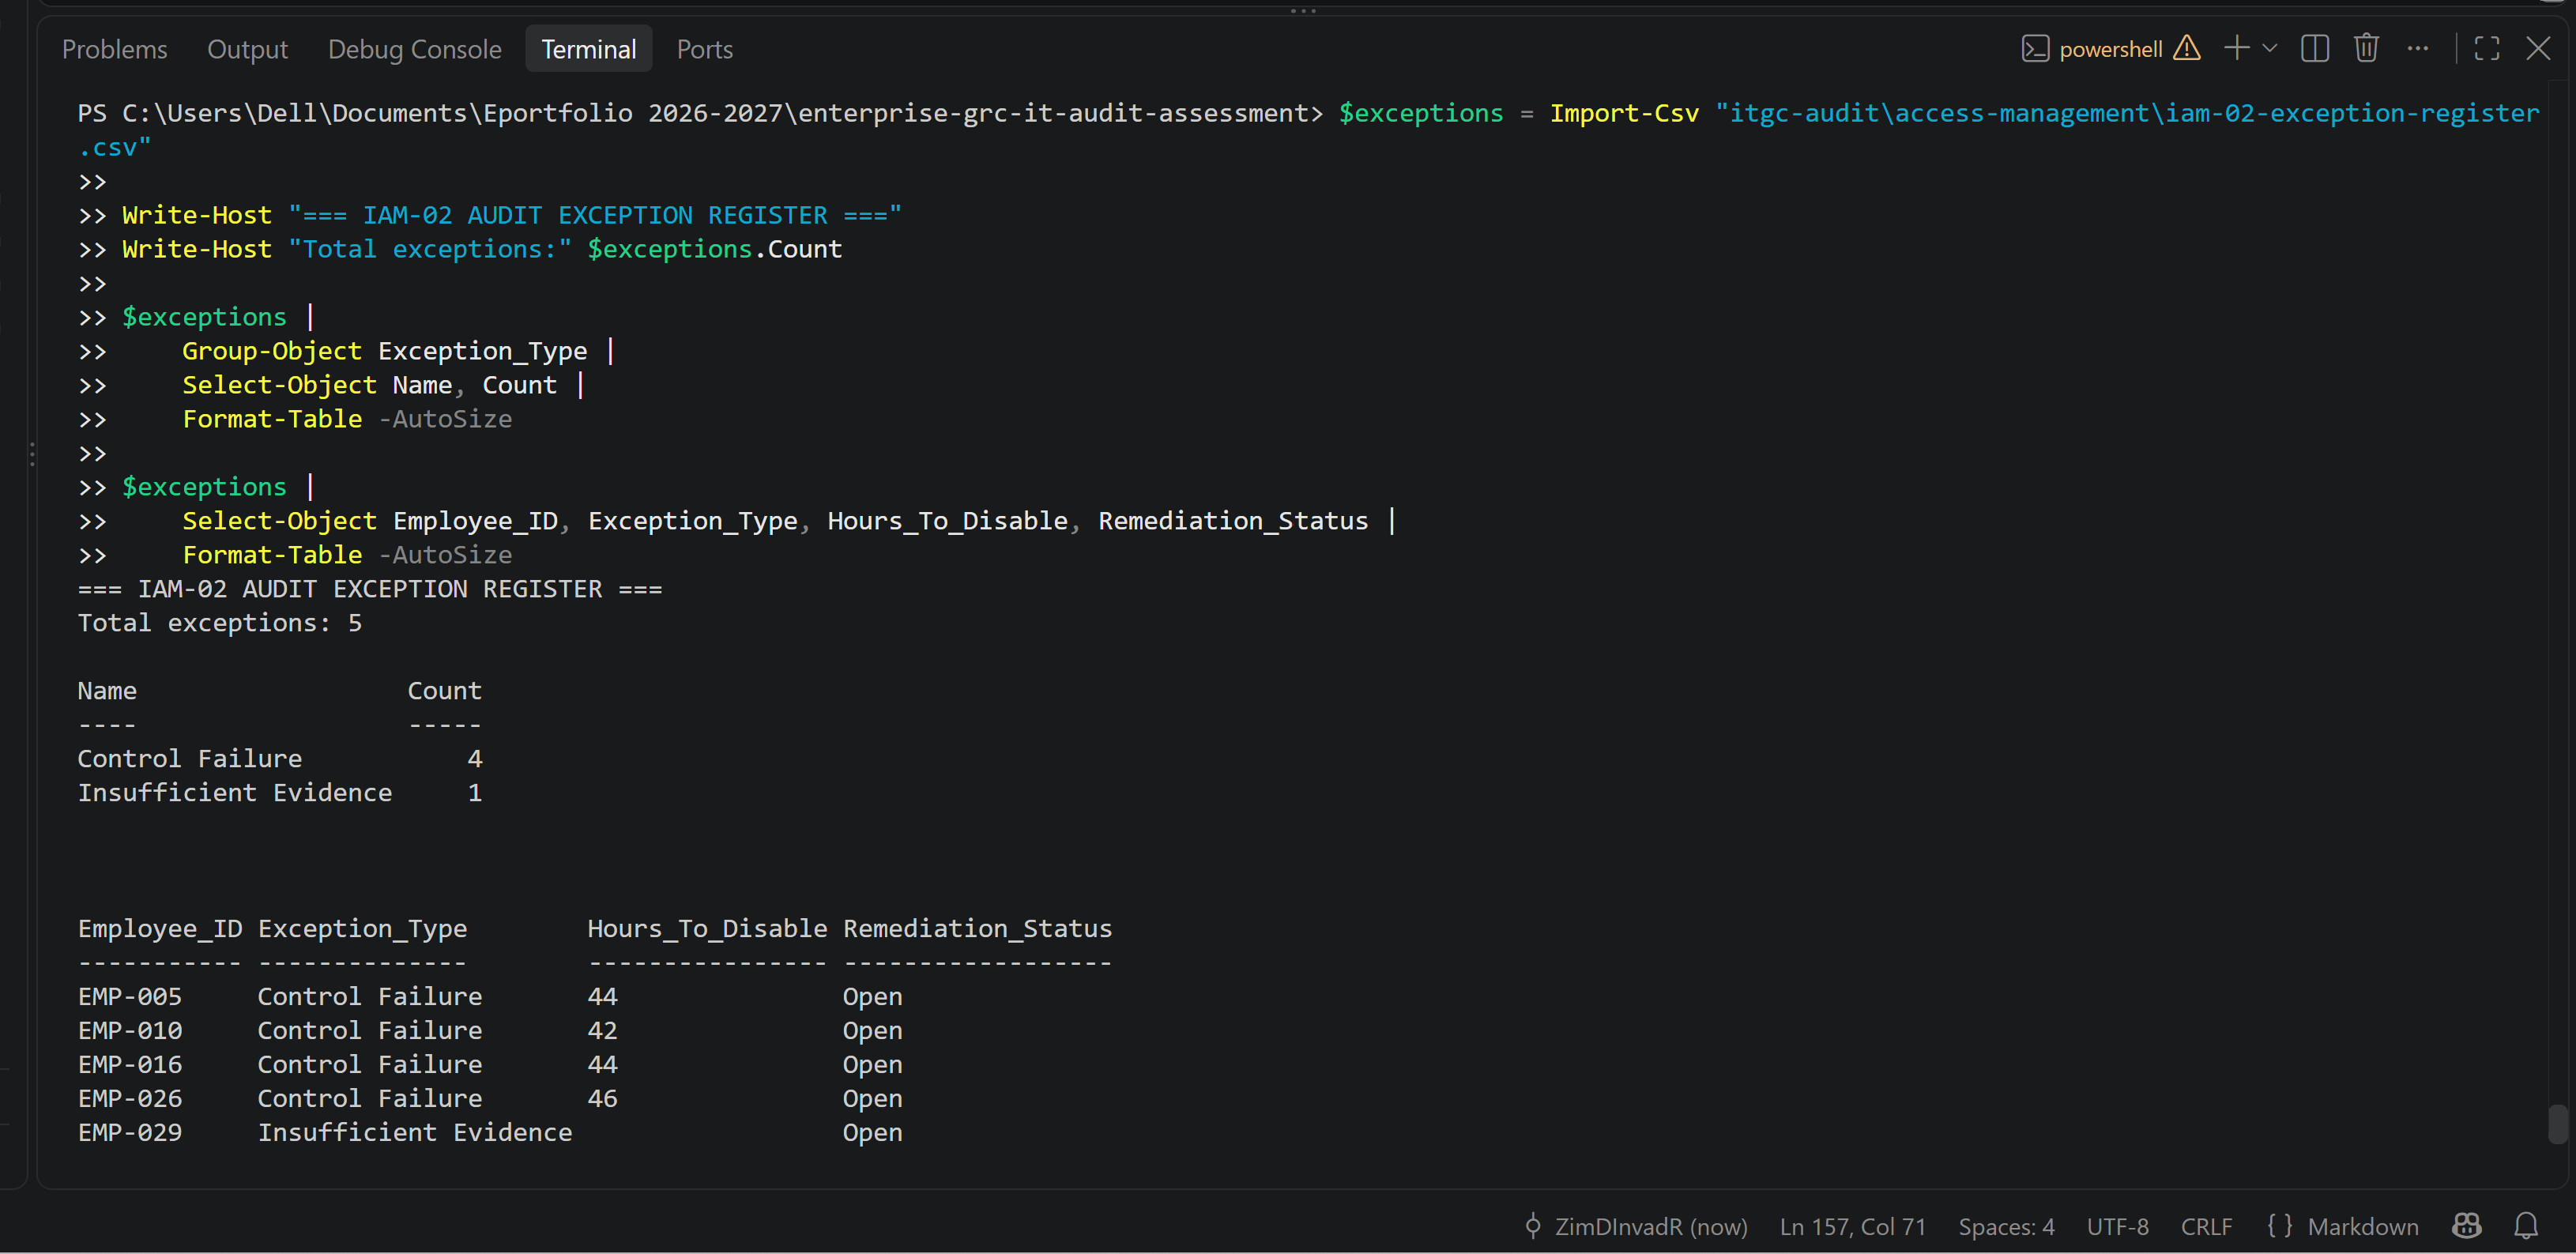 Problems Output Debug Console Terminal Ports powershell
PS C:\Users\Dell\Documents\Eportfolio 2026-2027\enterprise-grc-it-audit-assessment> $exceptions = Import-Csv "itgc-audit\access-management\iam-02-exception-register
.csv"
>>
>> Write-Host "=== IAM-02 AUDIT EXCEPTION REGISTER ==="
>> Write-Host "Total exceptions:" $exceptions.Count
>>
>> $exceptions |
>>     Group-Object Exception_Type |
>>     Select-Object Name, Count |
>>     Format-Table -AutoSize
>>
>> $exceptions |
>>     Select-Object Employee_ID, Exception_Type, Hours_To_Disable, Remediation_Status |
>>     Format-Table -AutoSize
=== IAM-02 AUDIT EXCEPTION REGISTER ===
Total exceptions: 5
Name                  Count
----                  -----
Control Failure           4
Insufficient Evidence     1
Employee_ID Exception_Type        Hours_To_Disable Remediation_Status
----------- --------------        ---------------- ------------------
EMP-005     Control Failure       44               Open
EMP-010     Control Failure       42               Open
EMP-016     Control Failure       44               Open
EMP-026     Control Failure       46               Open
EMP-029     Insufficient Evidence                  Open
ZimDInvadR (now) Ln 157, Col 71 Spaces: 4 UTF-8 CRLF {} Markdown